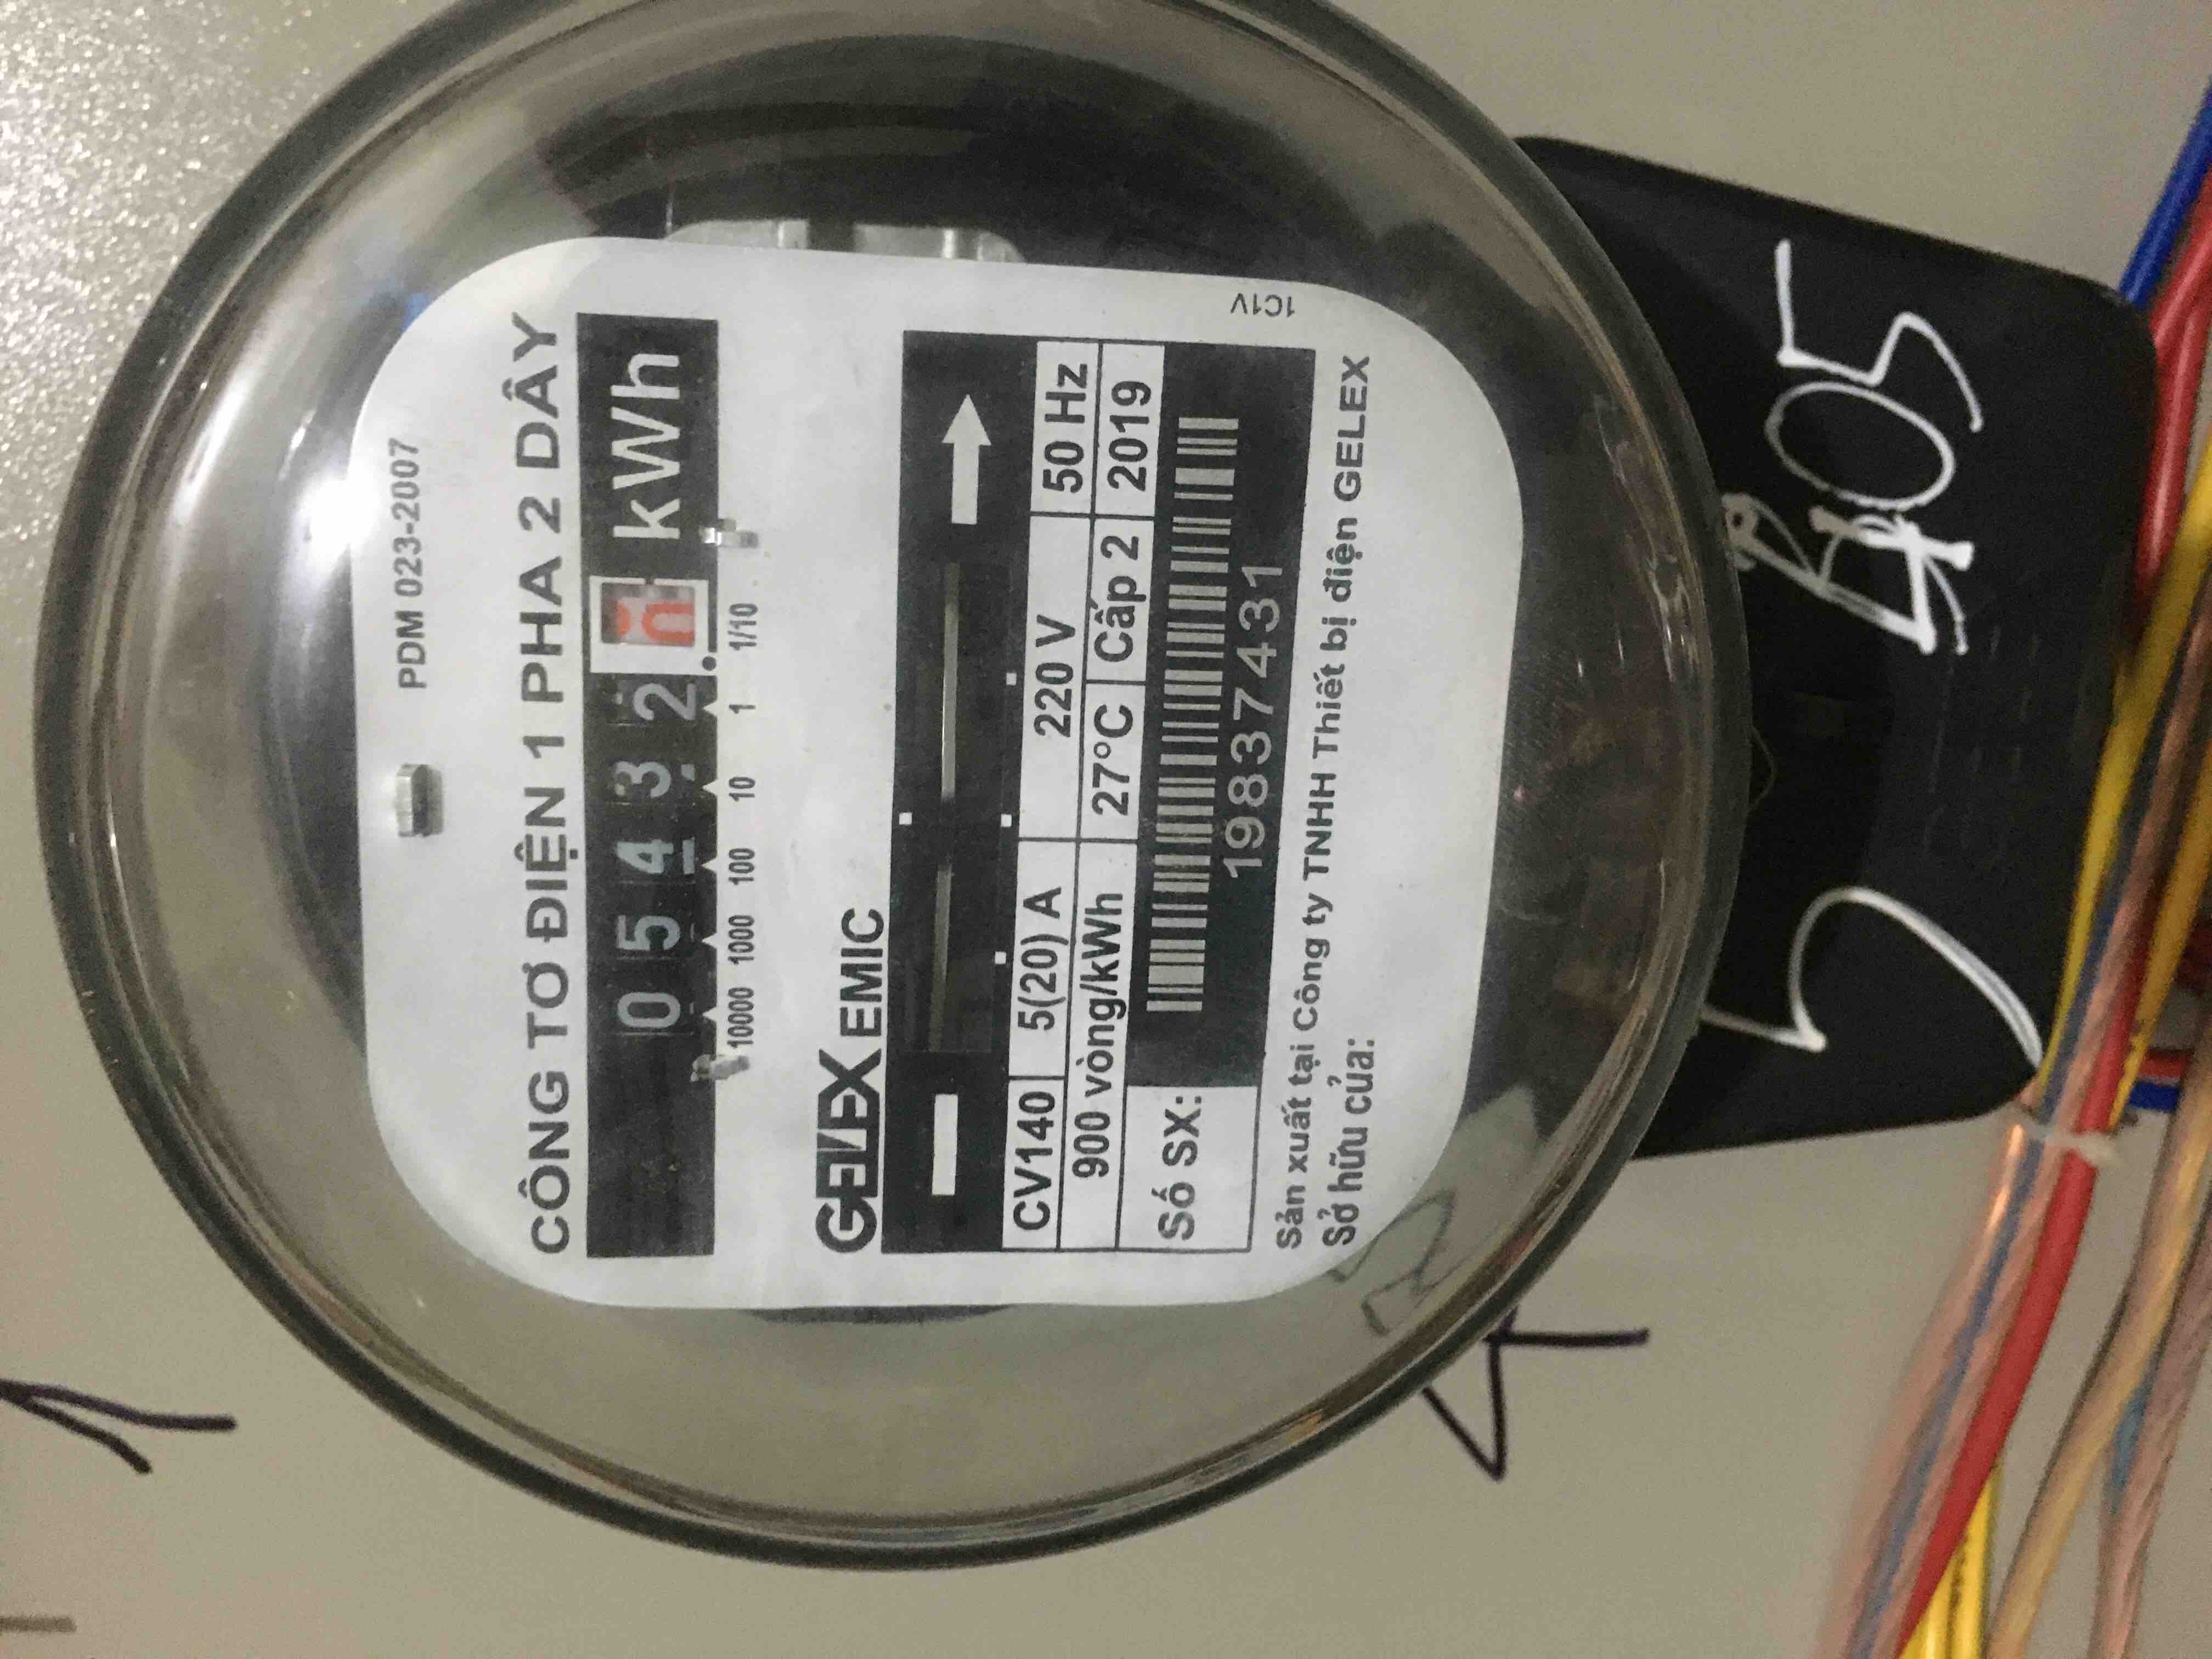 PDM 023-2007
CÔNG TƠ ĐIỆN 1 PHA 2 DÂY
0 5 4 3 2 kWh
10000 1000 100 10 1 1/10
GELEX EMIC
CV140 5(20) A 220 V 50 Hz
900 vòng/kWh 27°C Cấp 2 2019
Số SX:
19837431
1C1V
Sản xuất tại Công ty TNHH Thiết bị điện GELEX
Sở hữu của:
05